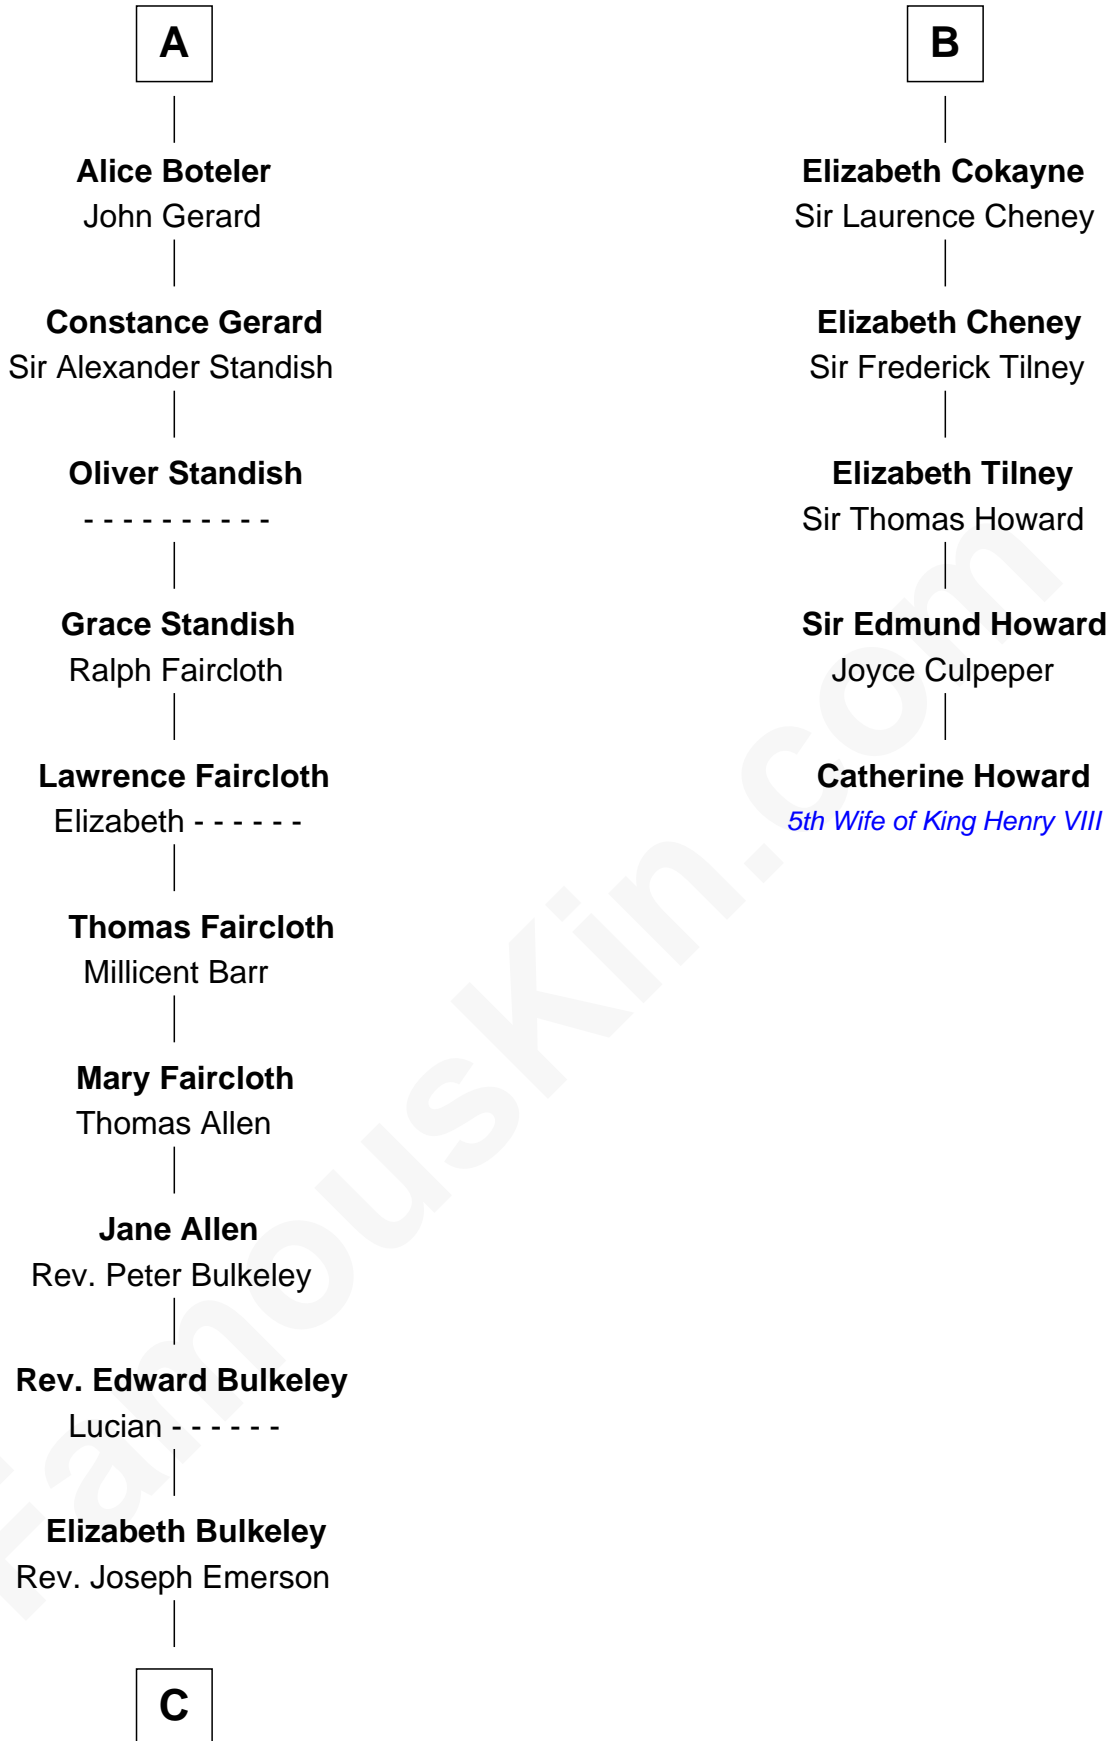 A
Alice Boteler
John Gerard
Constance Gerard
Sir Alexander Standish
Oliver Standish
- - - - - - - - - -
Grace Standish
Ralph Faircloth
Lawrence Faircloth
Elizabeth - - - - - -
Thomas Faircloth
Millicent Barr
Mary Faircloth
Thomas Allen
Jane Allen
Rev. Peter Bulkeley
Rev. Edward Bulkeley
Lucian - - - - - -
Elizabeth Bulkeley
Rev. Joseph Emerson
C
B
Elizabeth Cokayne
Sir Laurence Cheney
Elizabeth Cheney
Sir Frederick Tilney
Elizabeth Tilney
Sir Thomas Howard
Sir Edmund Howard
Joyce Culpeper
Catherine Howard
5th Wife of King Henry VIII
FamousKin.com